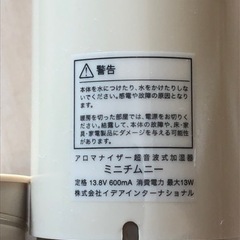 警告
本体を水につけたり、水をかけたりしな
いでください。感電や故障の原因となりま
す。
暖房を切った部屋では、電源をお切りく
ださい。結露して、本体の故障や、床・家
具・家電製品にダメージを与える可能性
があります。
アロマナイザー超音波式加湿器
ミニチムニー
定格 13.8V 600mA 消費電力 最大13W
株式会社イデアインターナショナル